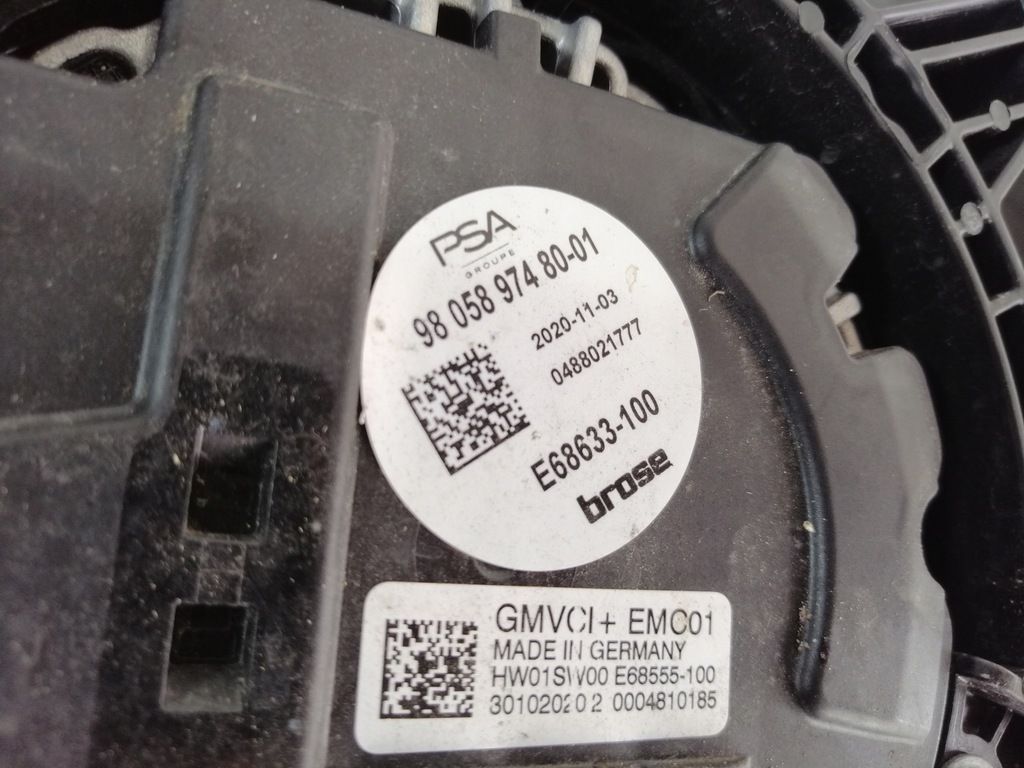 PSA
GROUPE
98 058 974 80-01
2020-11-03
0488021777
E68633-100
brose
GMVCI+ EMC01
MADE IN GERMANY
HW01SW00 E68555-100
30102020 2 0004810185